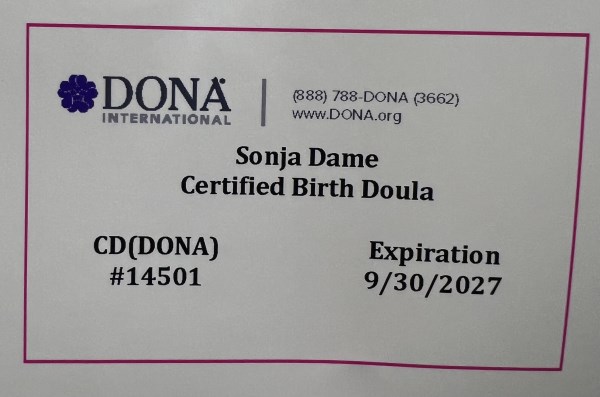 DONA
INTERNATIONAL
(888) 788-DONA (3662)
www.DONA.org
Sonja Dame
Certified Birth Doula
CD(DONA)
#14501
Expiration
9/30/2027